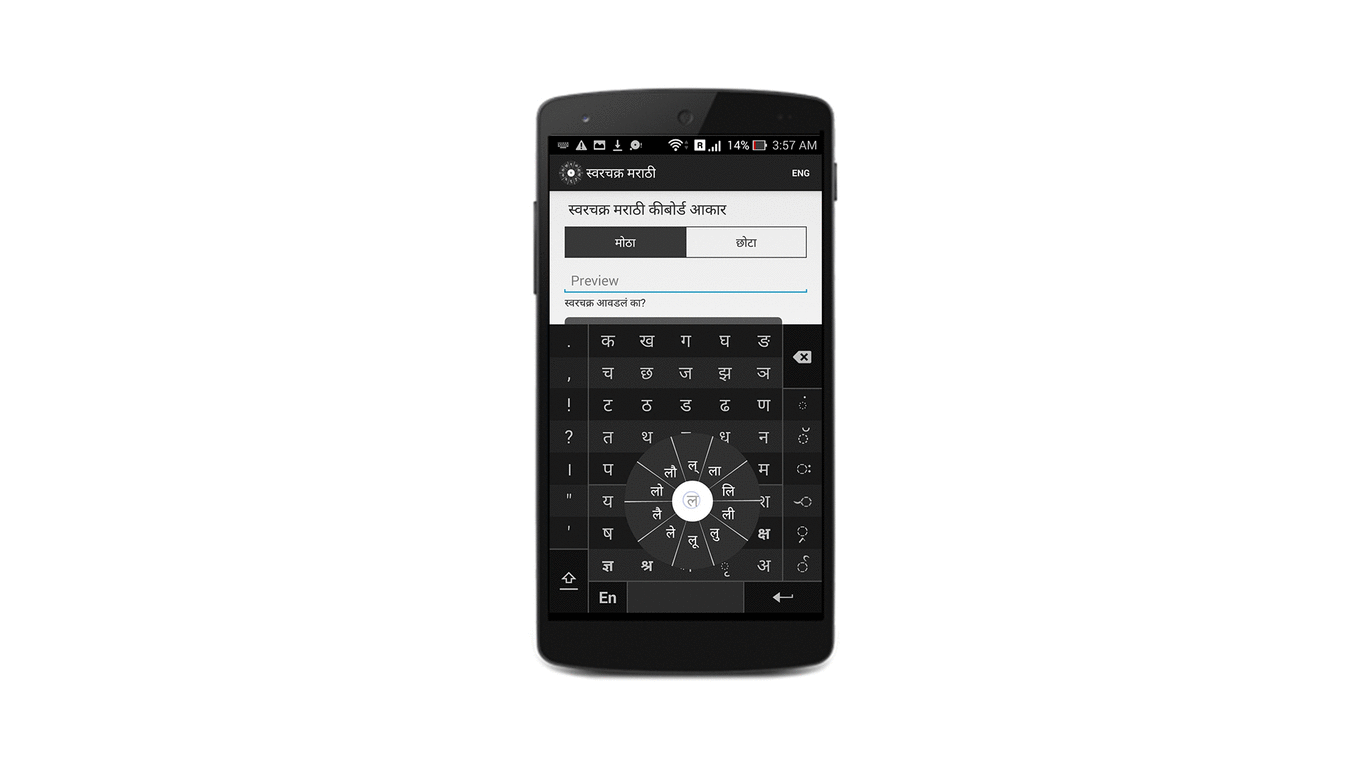 R 14% 3:57 AM
स्वरचक्र मराठी ENG
स्वरचक्र मराठी कीबोर्ड आकार
मोठा छोटा
Preview
स्वरचक्र आवडलं का?
. क ख ग घ ङ
, च छ ज झ ञ
! ट ठ ड ढ ण ं
? त थ ध न ॅ
। प म ः
" य श
' ष क्ष ़
ज्ञ श्र ृ अ र्
ल् ला लि ली लु लू ले लै लो लौ
ल
En